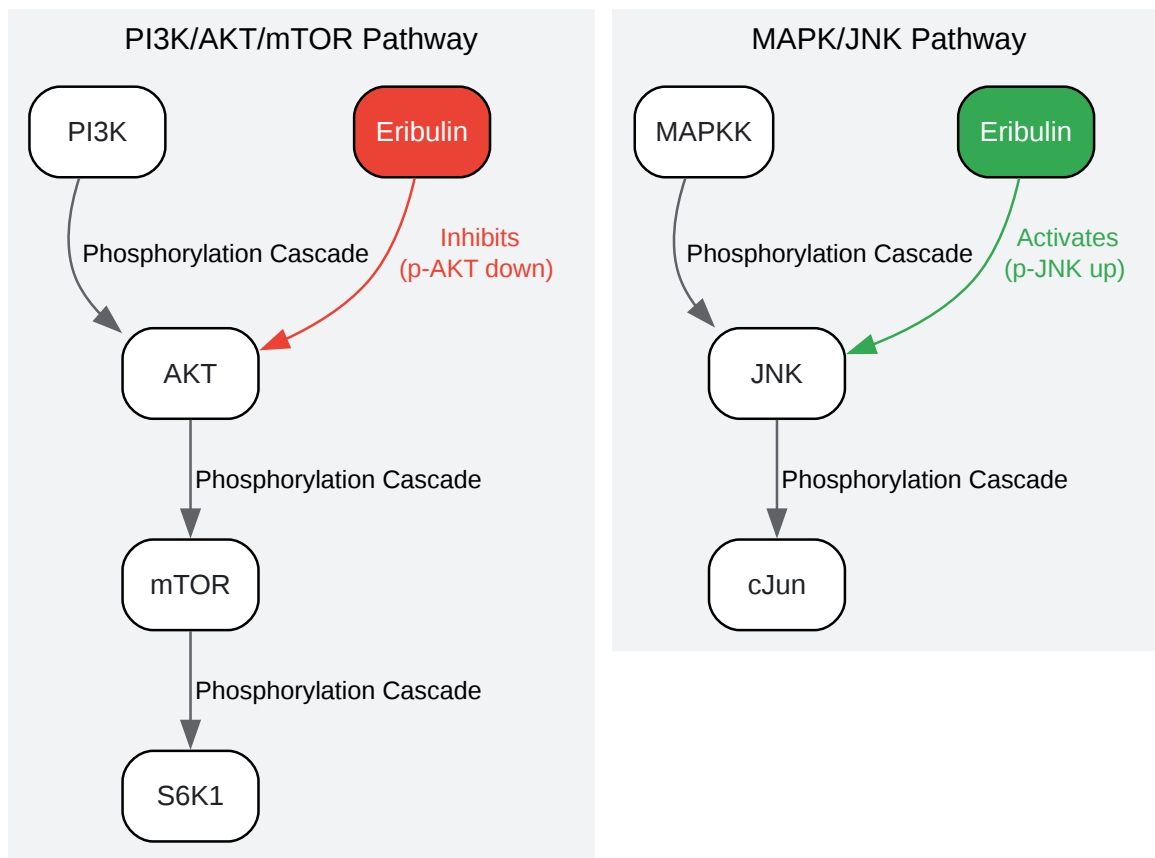 PI3K/AKT/mTOR Pathway
PI3K
Eribulin
Phosphorylation Cascade
Inhibits
(p-AKT down)
AKT
Phosphorylation Cascade
mTOR
Phosphorylation Cascade
S6K1
MAPK/JNK Pathway
MAPKK
Eribulin
Phosphorylation Cascade
Activates
(p-JNK up)
JNK
Phosphorylation Cascade
cJun